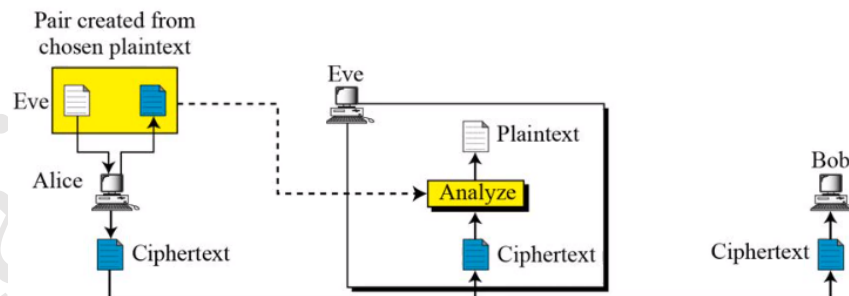 Pair created from
chosen plaintext
Eve
Eve
Plaintext
Alice
Bob
Analyze
Ciphertext
Ciphertext
Ciphertext